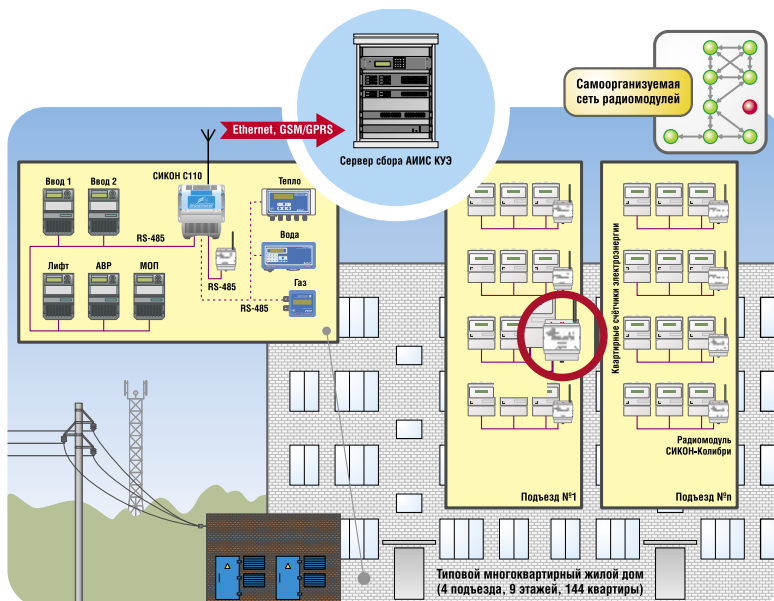 Самоорганизуемая
сеть радиомодулей
Ethernet, GSM/GPRS
Сервер сбора АИИС КУЭ
Ввод 1
Ввод 2
СИКОН С110
Тепло
RS-485
Вода
Лифт
АВР
МОП
RS-485
Газ
RS-485
Квартирные счётчики электроэнергии
Радиомодуль
СИКОН-Колибри
Подъезд №1
Подъезд №n
Типовой многоквартирный жилой дом
(4 подъезда, 9 этажей, 144 квартиры)